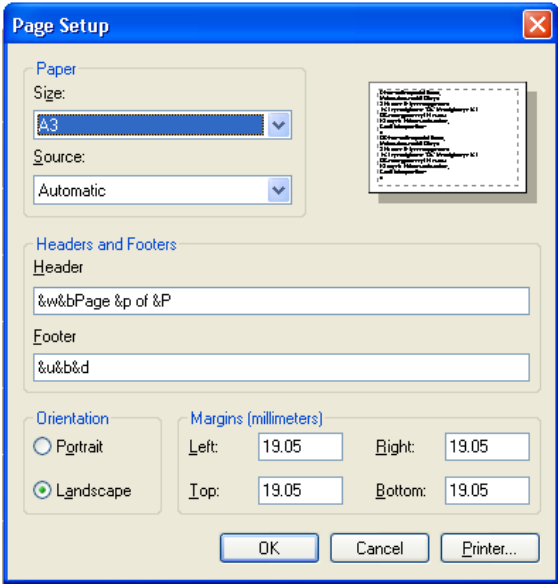 Page Setup
Paper
Size:
A3
Source:
Automatic
Headers and Footers
Header
&w&bPage &p of &P
Footer
&u&b&d
Orientation
Portrait
Landscape
Margins (millimeters)
Left: 19.05 Right: 19.05
Top: 19.05 Bottom: 19.05
OK Cancel Printer...